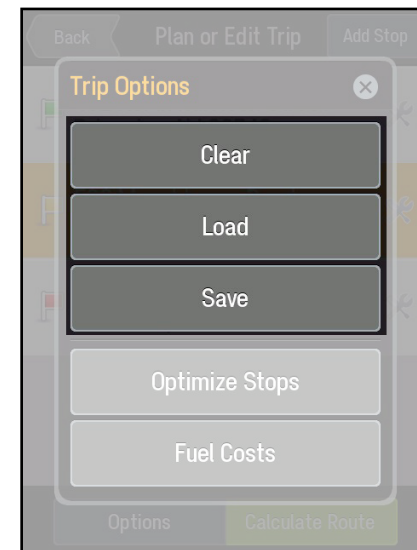 Back Plan or Edit Trip Add Stop
Trip Options
Clear
Load
Save
Optimize Stops
Fuel Costs
Options Calculate Route